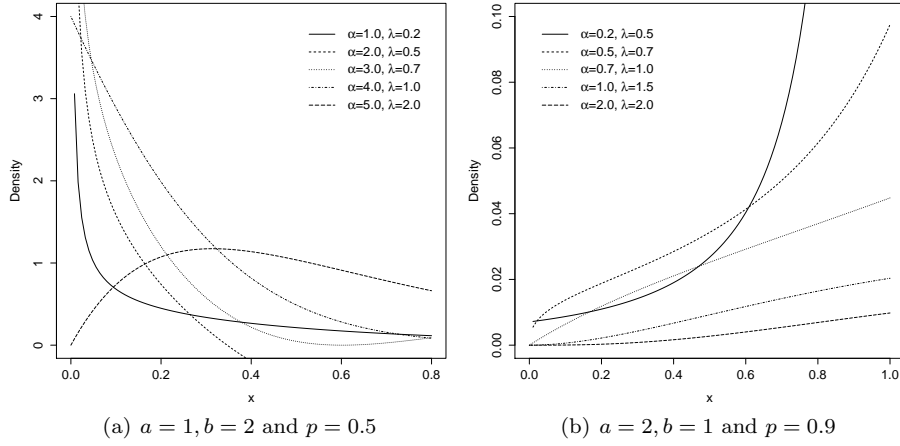 4
3
2
1
0
Density
0.0
0.2
0.4
0.6
0.8
x
α=1.0, λ=0.2
α=2.0, λ=0.5
α=3.0, λ=0.7
α=4.0, λ=1.0
α=5.0, λ=2.0
(a) a = 1, b = 2 and p = 0.5
0.10
0.08
0.06
0.04
0.02
0.00
Density
0.0
0.2
0.4
0.6
0.8
1.0
x
α=0.2, λ=0.5
α=0.5, λ=0.7
α=0.7, λ=1.0
α=1.0, λ=1.5
α=2.0, λ=2.0
(b) a = 2, b = 1 and p = 0.9